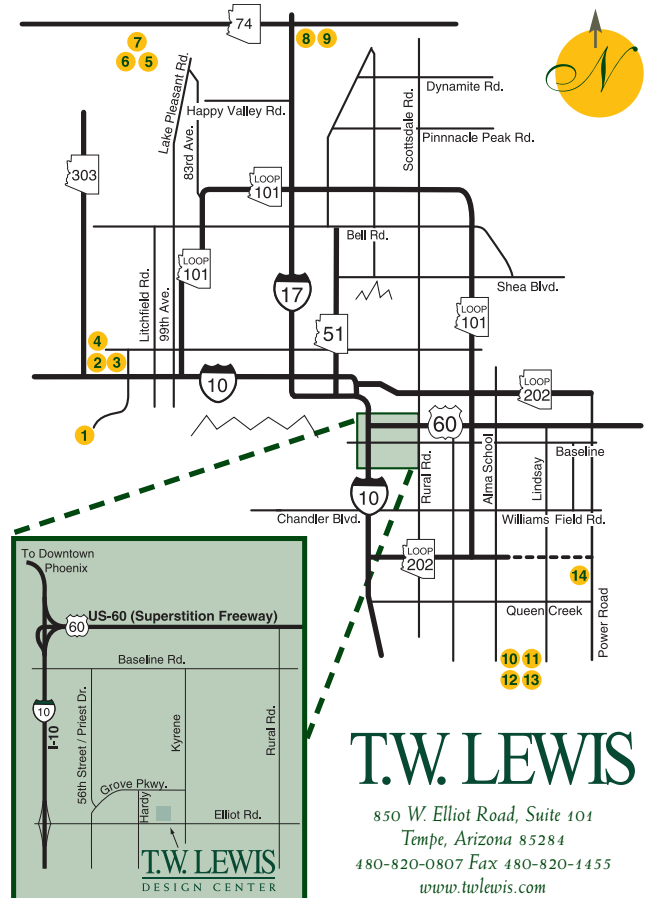 74
7
8 9
6 5
N
Lake Pleasant Rd.
83rd Ave.
Happy Valley Rd.
Scottsdale Rd.
Dynamite Rd.
Pinnnacle Peak Rd.
303
LOOP
101
Bell Rd.
LOOP
101
Litchfield Rd.
99th Ave.
17
Shea Blvd.
LOOP
101
51
4
2 3
10
LOOP
202
1
60
Baseline
Rural Rd.
Alma School
Lindsay
10
Chandler Blvd.
Williams Field Rd.
LOOP
202
14
Queen Creek
Power Road
10 11
12 13
To Downtown
Phoenix
US-60 (Superstition Freeway)
60
Baseline Rd.
56th Street / Priest Dr.
Kyrene
Rural Rd.
10
I-10
Grove Pkwy.
Hardy
Elliot Rd.
T.W. LEWIS
DESIGN CENTER
T.W. LEWIS
850 W. Elliot Road, Suite 101
Tempe, Arizona 85284
480-820-0807 Fax 480-820-1455
www.twlewis.com